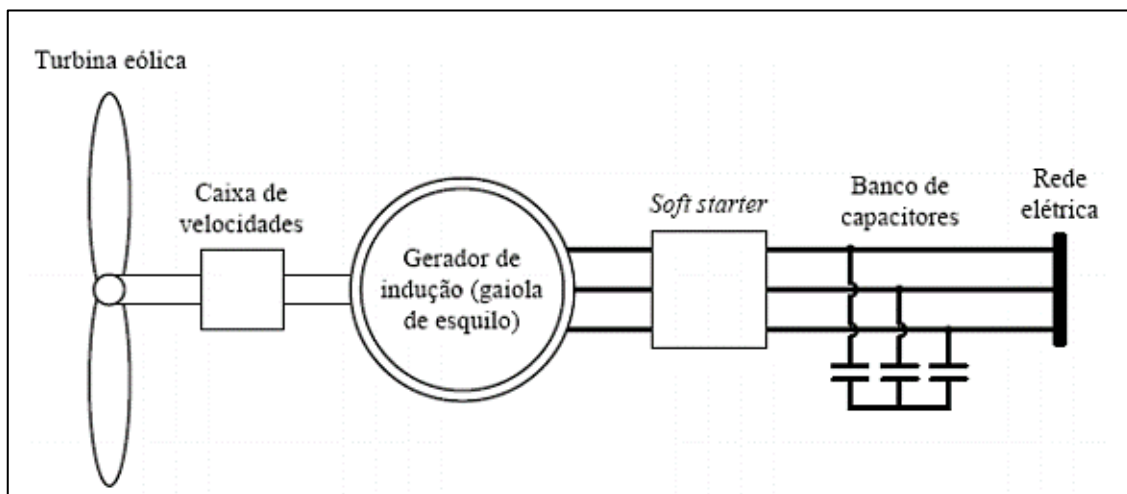 Turbina eólica
Caixa de
velocidades
Gerador de
indução (gaiola
de esquilo)
Soft starter
Banco de
capacitores
Rede
elétrica